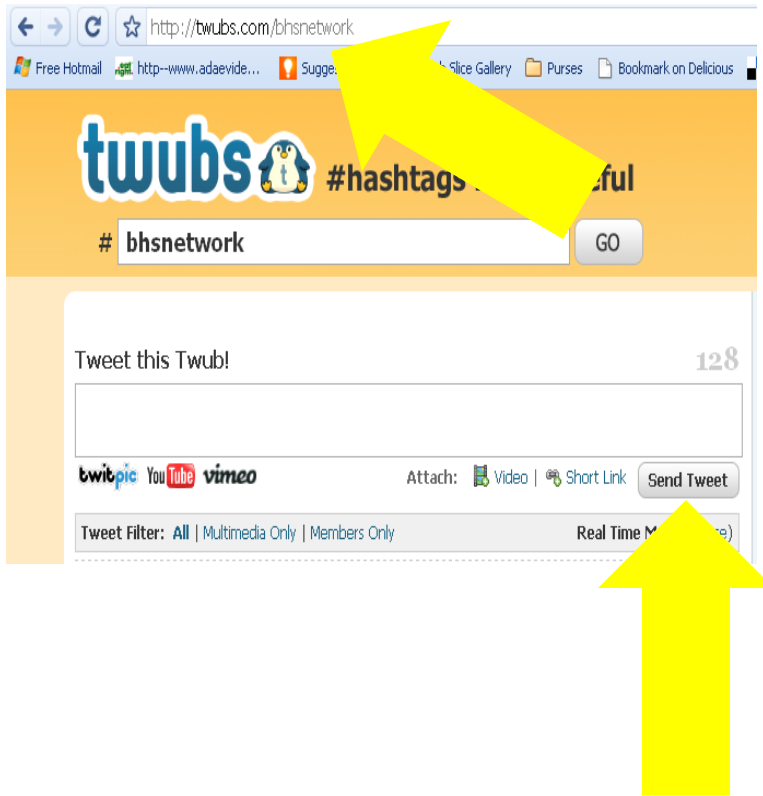 http://twubs.com/bhsnetwork
Free Hotmail http--www.adaevide... Slice Gallery Purses Bookmark on Delicious
twubs t #hashtags
# bhsnetwork GO
Tweet this Twub! 128
twitpic YouTube vimeo Attach: Video | Short Link Send Tweet
Tweet Filter: All | Multimedia Only | Members Only Real Time